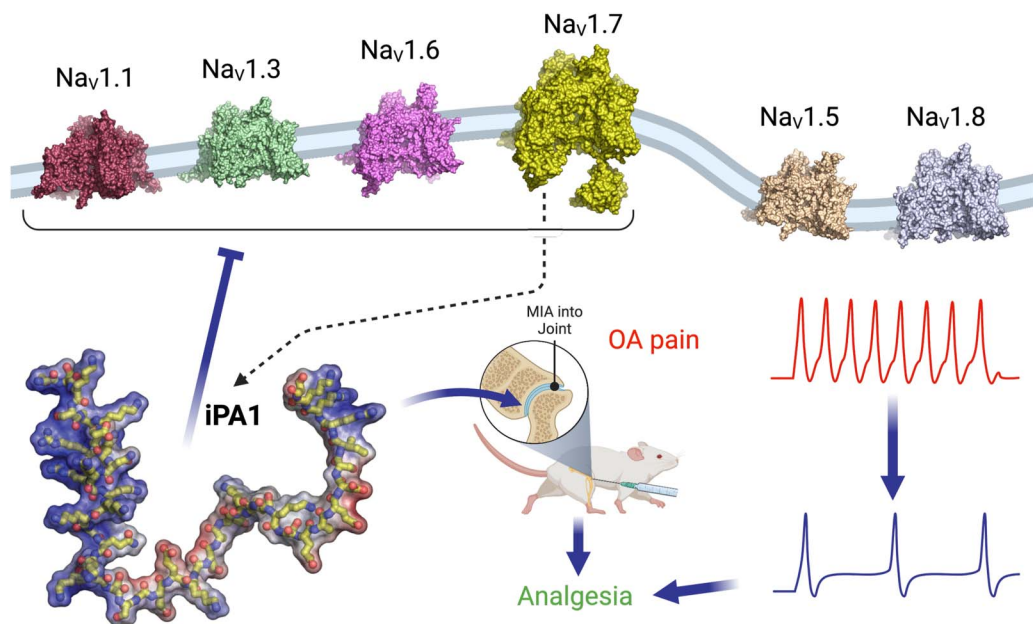 Naᵥ1.1
Naᵥ1.3
Naᵥ1.6
Naᵥ1.7
Naᵥ1.5
Naᵥ1.8
MIA into
Joint
OA pain
iPA1
Analgesia